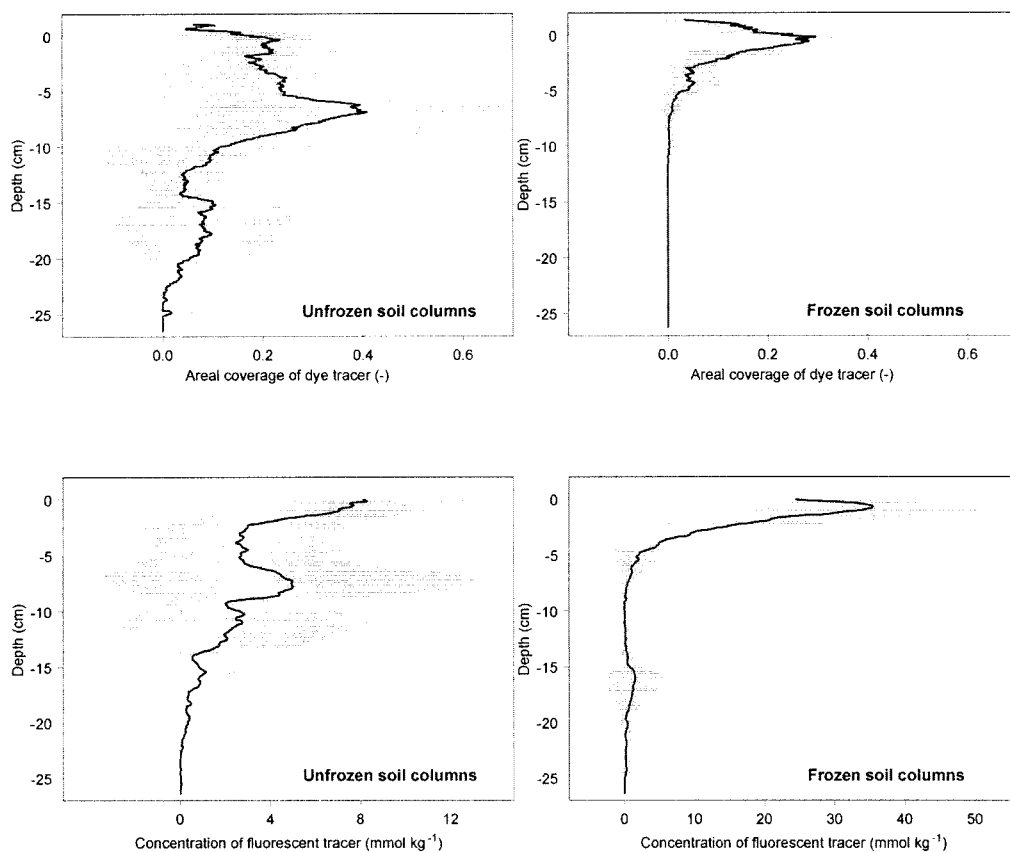 0
-5
-10
-15
-20
-25
Depth (cm)
Unfrozen soil columns
0.0 0.2 0.4 0.6
Areal coverage of dye tracer (-)
0
-5
-10
-15
-20
-25
Depth (cm)
Frozen soil columns
0.0 0.2 0.4 0.6
Areal coverage of dye tracer (-)
0
-5
-10
-15
-20
-25
Depth (cm)
Unfrozen soil columns
0 4 8 12
Concentration of fluorescent tracer (mmol kg⁻¹)
0
-5
-10
-15
-20
-25
Depth (cm)
Frozen soil columns
0 10 20 30 40 50
Concentration of fluorescent tracer (mmol kg⁻¹)